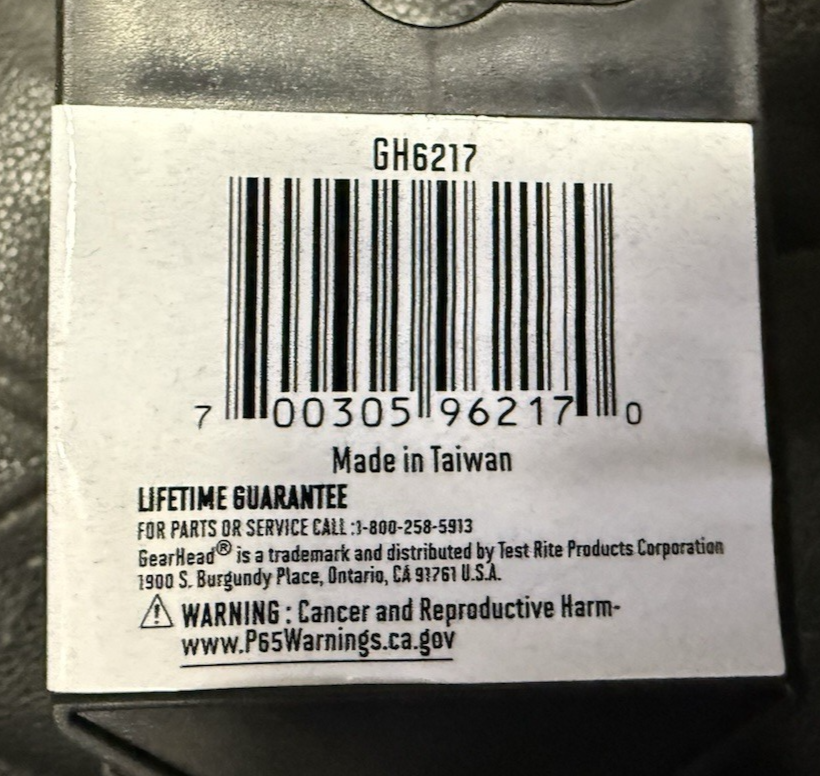 GH6217
7 00305 96217 0
Made in Taiwan
LIFETIME GUARANTEE
FOR PARTS OR SERVICE CALL :1-800-258-5913
GearHead® is a trademark and distributed by Test Rite Products Corporation
1900 S. Burgundy Place, Ontario, CA 91761 U.S.A.
⚠ WARNING : Cancer and Reproductive Harm-
www.P65Warnings.ca.gov